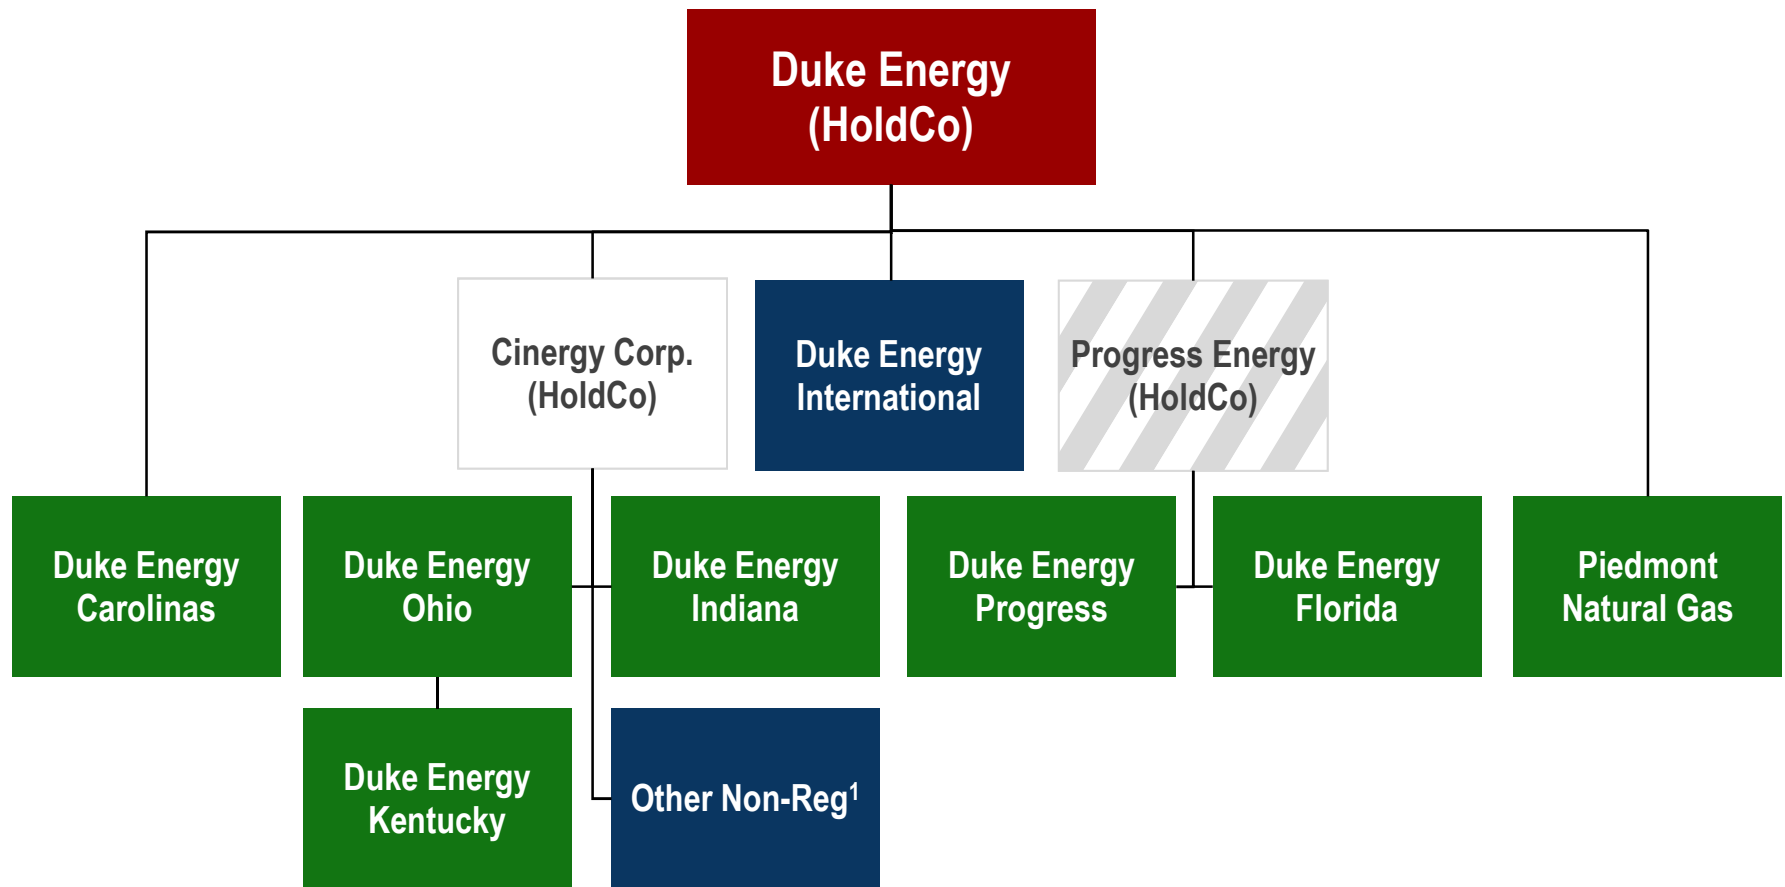 Duke Energy
(HoldCo)
Cinergy Corp.
(HoldCo)
Duke Energy
International
Progress Energy
(HoldCo)
Duke Energy
Carolinas
Duke Energy
Ohio
Duke Energy
Indiana
Duke Energy
Progress
Duke Energy
Florida
Piedmont
Natural Gas
Duke Energy
Kentucky
Other Non-Reg¹